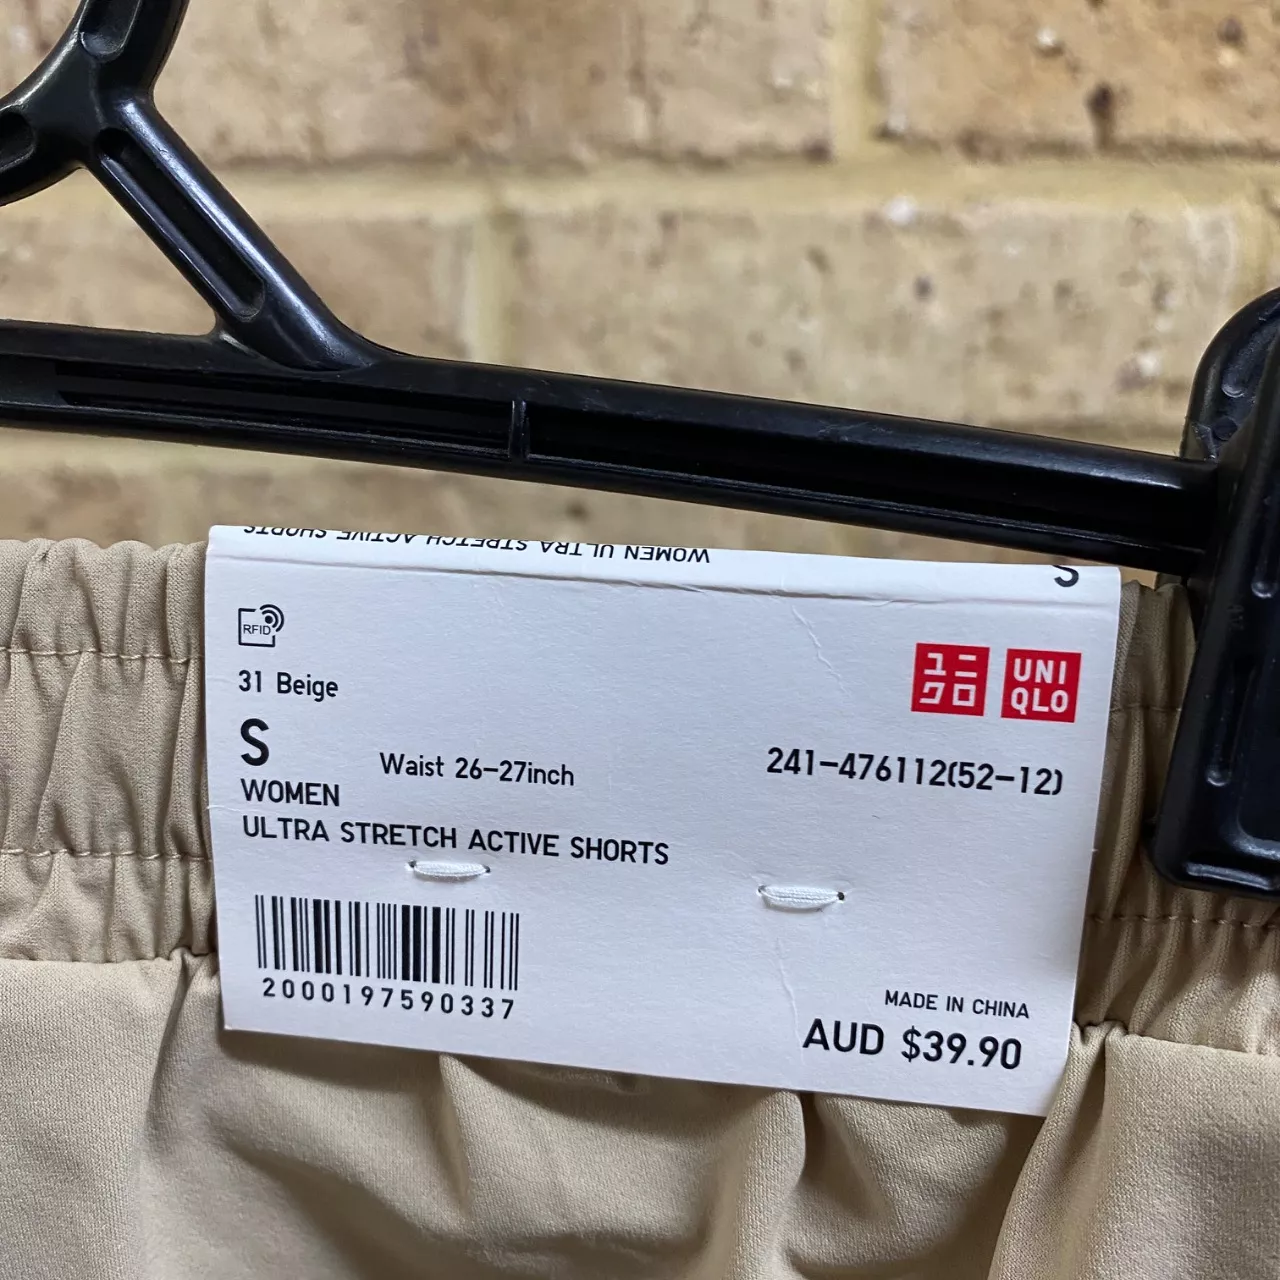 WOMEN ULTRA STRETCH ACTIVE SHORTS
S
RFID
31 Beige
ユニ
クロ
UNI
QLO
S
Waist 26-27inch
241-476112(52-12)
WOMEN
ULTRA STRETCH ACTIVE SHORTS
2000197590337
MADE IN CHINA
AUD $39.90